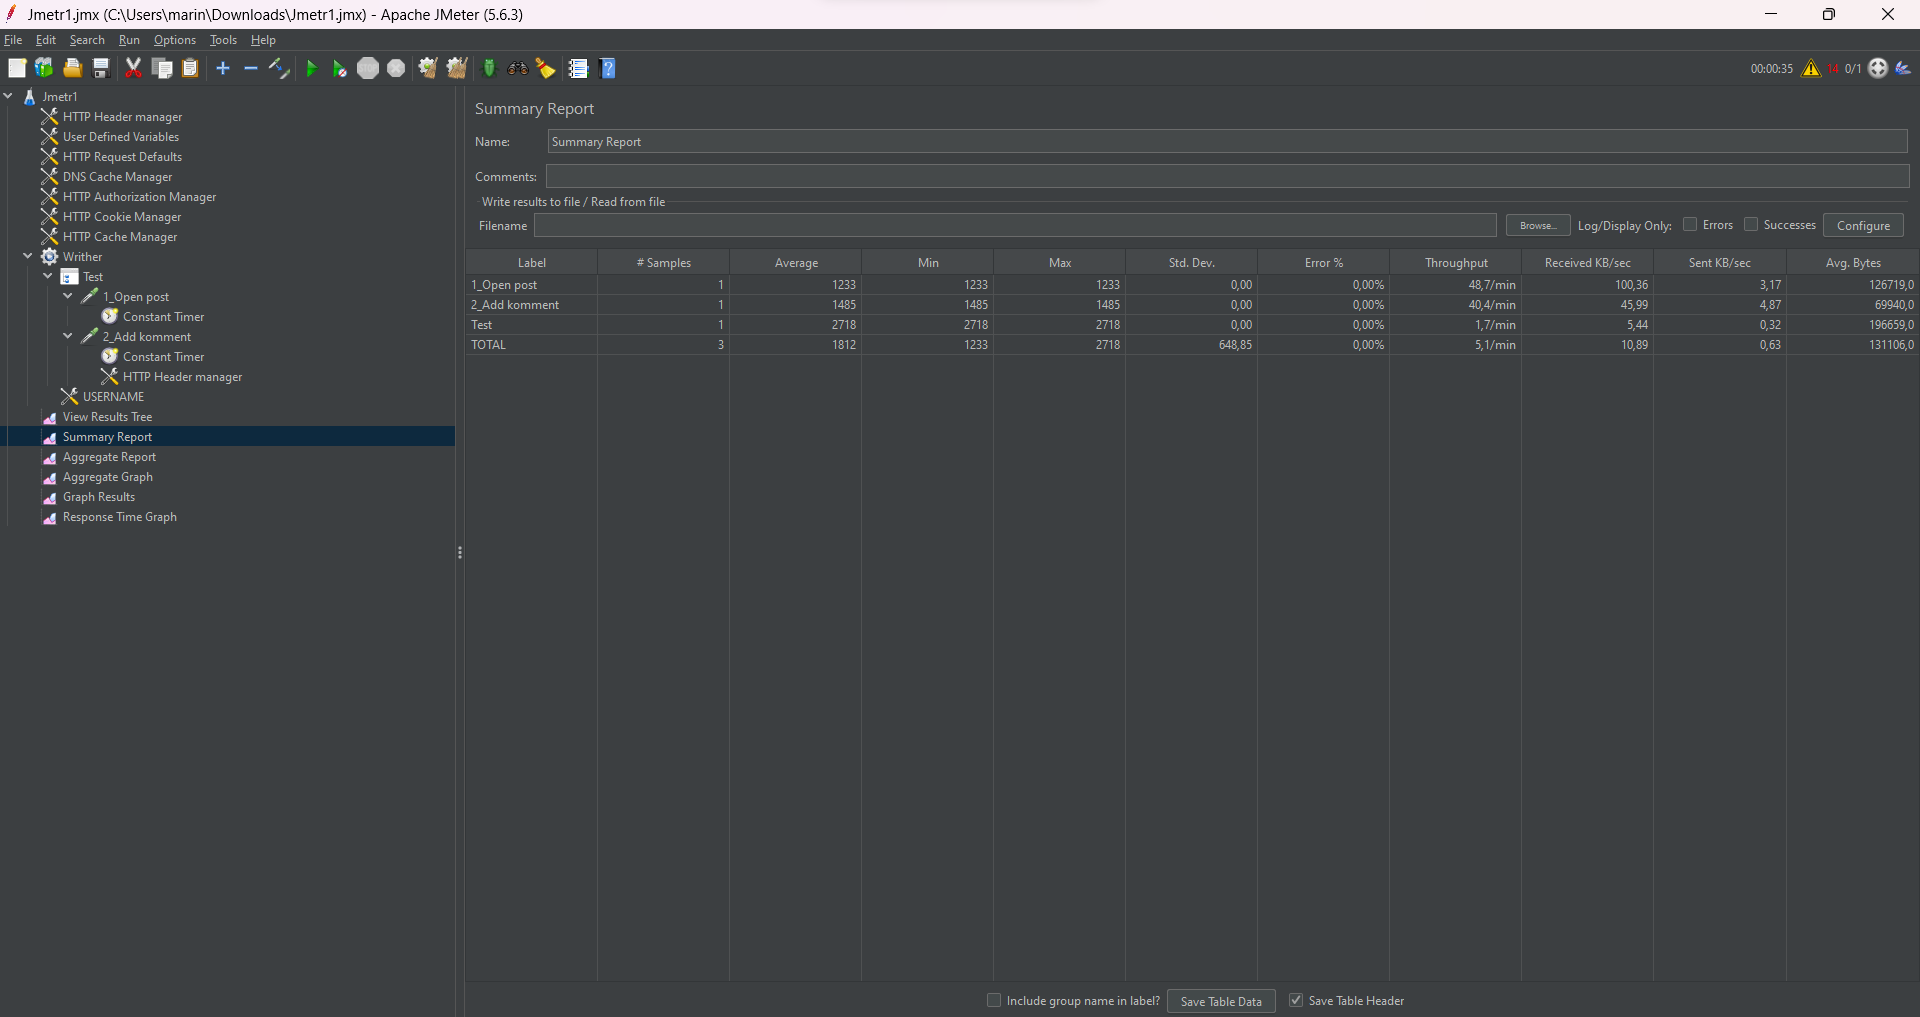 Jmetr1.jmx (C:\Users\marin\Downloads\Jmetr1.jmx) - Apache JMeter (5.6.3)
File Edit Search Run Options Tools Help
00:00:35 14 0/1
Jmetr1
HTTP Header manager
User Defined Variables
HTTP Request Defaults
DNS Cache Manager
HTTP Authorization Manager
HTTP Cookie Manager
HTTP Cache Manager
Writher
Test
1_Open post
Constant Timer
2_Add komment
Constant Timer
HTTP Header manager
USERNAME
View Results Tree
Summary Report
Aggregate Report
Aggregate Graph
Graph Results
Response Time Graph
Summary Report
Name: Summary Report
Comments:
Write results to file / Read from file
Filename Browse... Log/Display Only: Errors Successes Configure
Label # Samples Average Min Max Std. Dev. Error % Throughput Received KB/sec Sent KB/sec Avg. Bytes
1_Open post 1 1233 1233 1233 0,00 0,00% 48,7/min 100,36 3,17 126719,0
2_Add komment 1 1485 1485 1485 0,00 0,00% 40,4/min 45,99 4,87 69940,0
Test 1 2718 2718 2718 0,00 0,00% 1,7/min 5,44 0,32 196659,0
TOTAL 3 1812 1233 2718 648,85 0,00% 5,1/min 10,89 0,63 131106,0
Include group name in label? Save Table Data Save Table Header